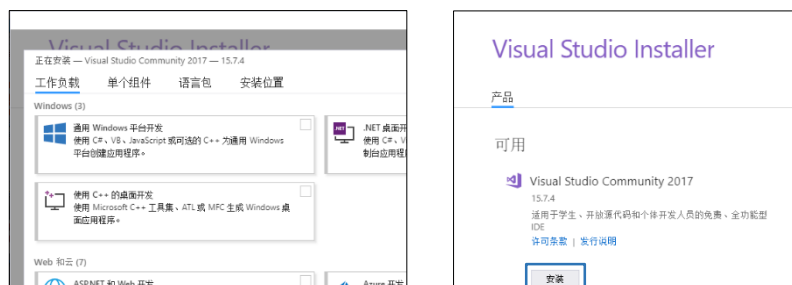 Visual Studio Installer
正在安装 — Visual Studio Community 2017 — 15.7.4
工作负载 单个组件 语言包 安装位置
Windows (3)
通用 Windows 平台开发
使用 C#、VB、JavaScript 或可选的 C++ 为通用 Windows
平台创建应用程序。
.NET 桌面开
使用 C#、V
制台应用程
使用 C++ 的桌面开发
使用 Microsoft C++ 工具集、ATL 或 MFC 生成 Windows 桌
面应用程序。
Web 和云 (7)
ASP.NET 和 Web 开发
Azure 开发
Visual Studio Installer
产品
可用
Visual Studio Community 2017
15.7.4
适用于学生、开放源代码和个体开发人员的免费、全功能型
IDE
许可条款 | 发行说明
安装